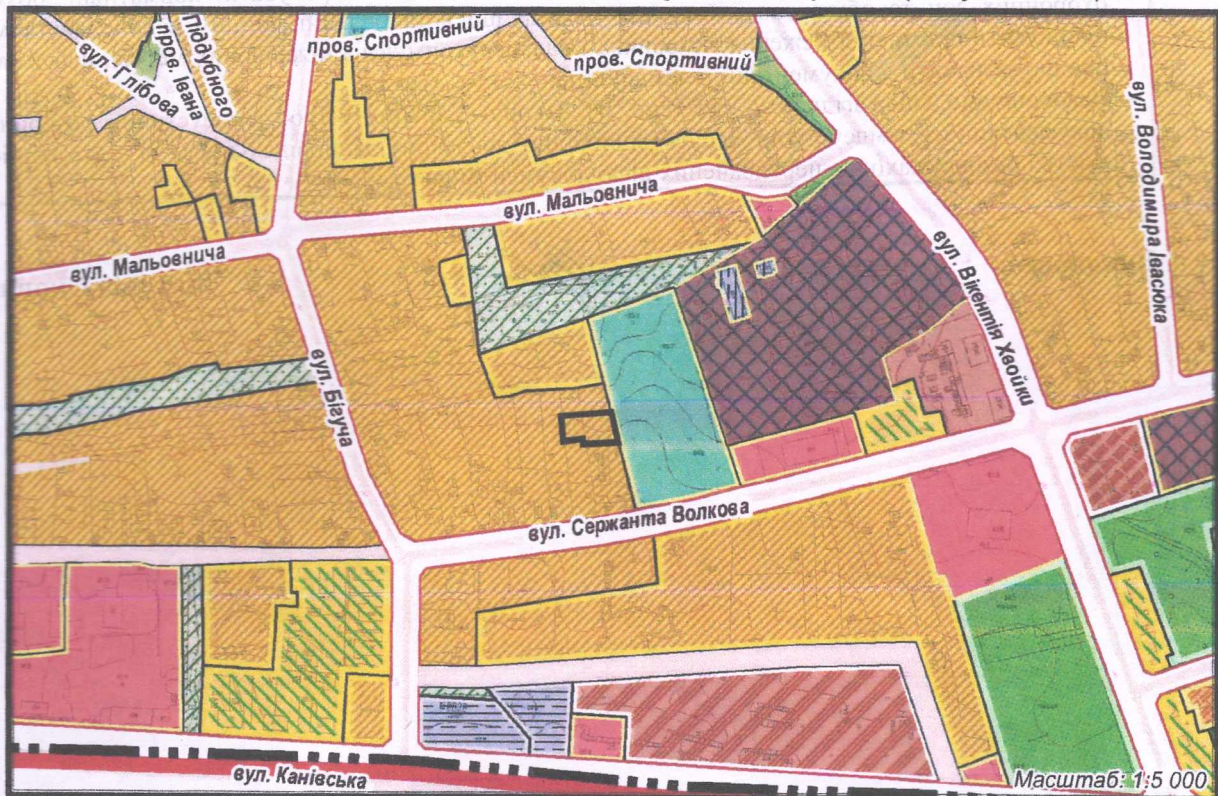 пров. Спортивний
пров. Спортивний
Піддубного
пров. Івана
вул. Глібова
вул. Мальовнича
вул. Мальовнича
вул. Володимира Івасюка
вул. Вікентія Хвойки
вул. Бігуча
вул. Сержанта Волкова
вул. Канівська
Масштаб: 1:5 000